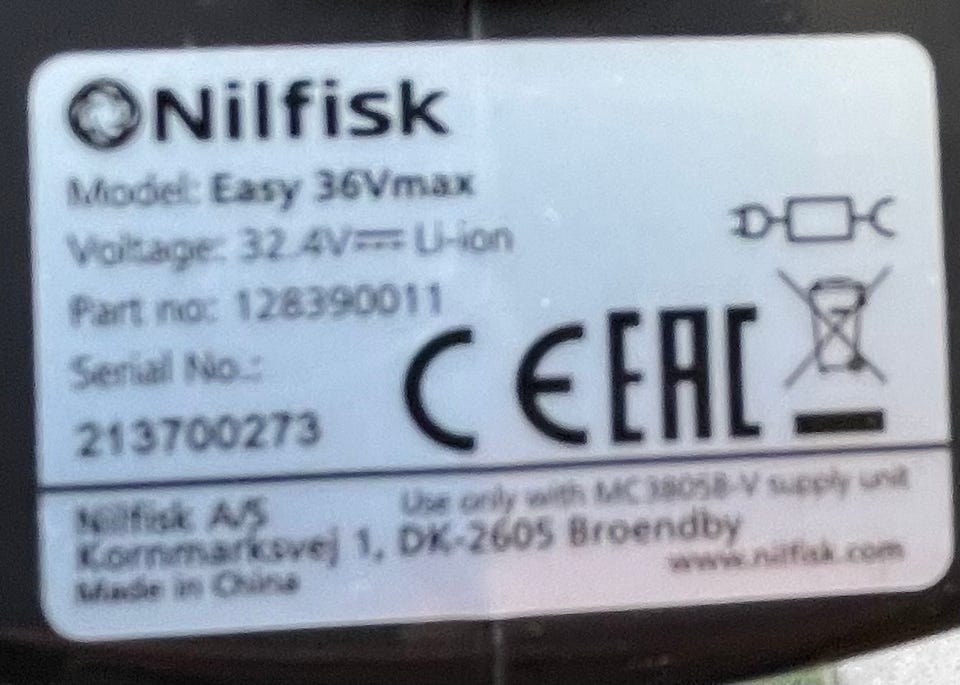 Nilfisk
Model: Easy 36Vmax
Voltage: 32.4V⎓ Li-ion
Part no: 128390011
Serial No.:
213700273
CE EAC
Use only with MC3805B-V supply unit
Nilfisk A/S
Kornmarksvej 1, DK-2605 Broendby
www.nilfisk.com
Made in China